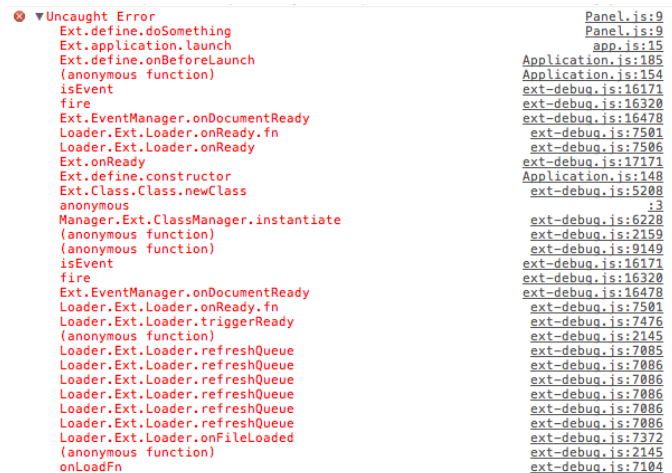 Uncaught Error Panel.js:9
Ext.define.doSomething Panel.js:9
Ext.application.launch app.js:15
Ext.define.onBeforeLaunch Application.js:185
(anonymous function) Application.js:154
isEvent ext-debug.js:16171
fire ext-debug.js:16320
Ext.EventManager.onDocumentReady ext-debug.js:16478
Loader.Ext.Loader.onReady.fn ext-debug.js:7501
Loader.Ext.Loader.onReady ext-debug.js:7506
Ext.onReady ext-debug.js:17171
Ext.define.constructor Application.js:148
Ext.Class.Class.newClass ext-debug.js:5208
anonymous :3
Manager.Ext.ClassManager.instantiate ext-debug.js:6228
(anonymous function) ext-debug.js:2159
(anonymous function) ext-debug.js:9149
isEvent ext-debug.js:16171
fire ext-debug.js:16320
Ext.EventManager.onDocumentReady ext-debug.js:16478
Loader.Ext.Loader.onReady.fn ext-debug.js:7501
Loader.Ext.Loader.triggerReady ext-debug.js:7476
(anonymous function) ext-debug.js:2145
Loader.Ext.Loader.refreshQueue ext-debug.js:7085
Loader.Ext.Loader.refreshQueue ext-debug.js:7086
Loader.Ext.Loader.refreshQueue ext-debug.js:7086
Loader.Ext.Loader.refreshQueue ext-debug.js:7086
Loader.Ext.Loader.refreshQueue ext-debug.js:7086
Loader.Ext.Loader.refreshQueue ext-debug.js:7086
Loader.Ext.Loader.onFileLoaded ext-debug.js:7372
(anonymous function) ext-debug.js:2145
onLoadFn ext-debug.js:7104